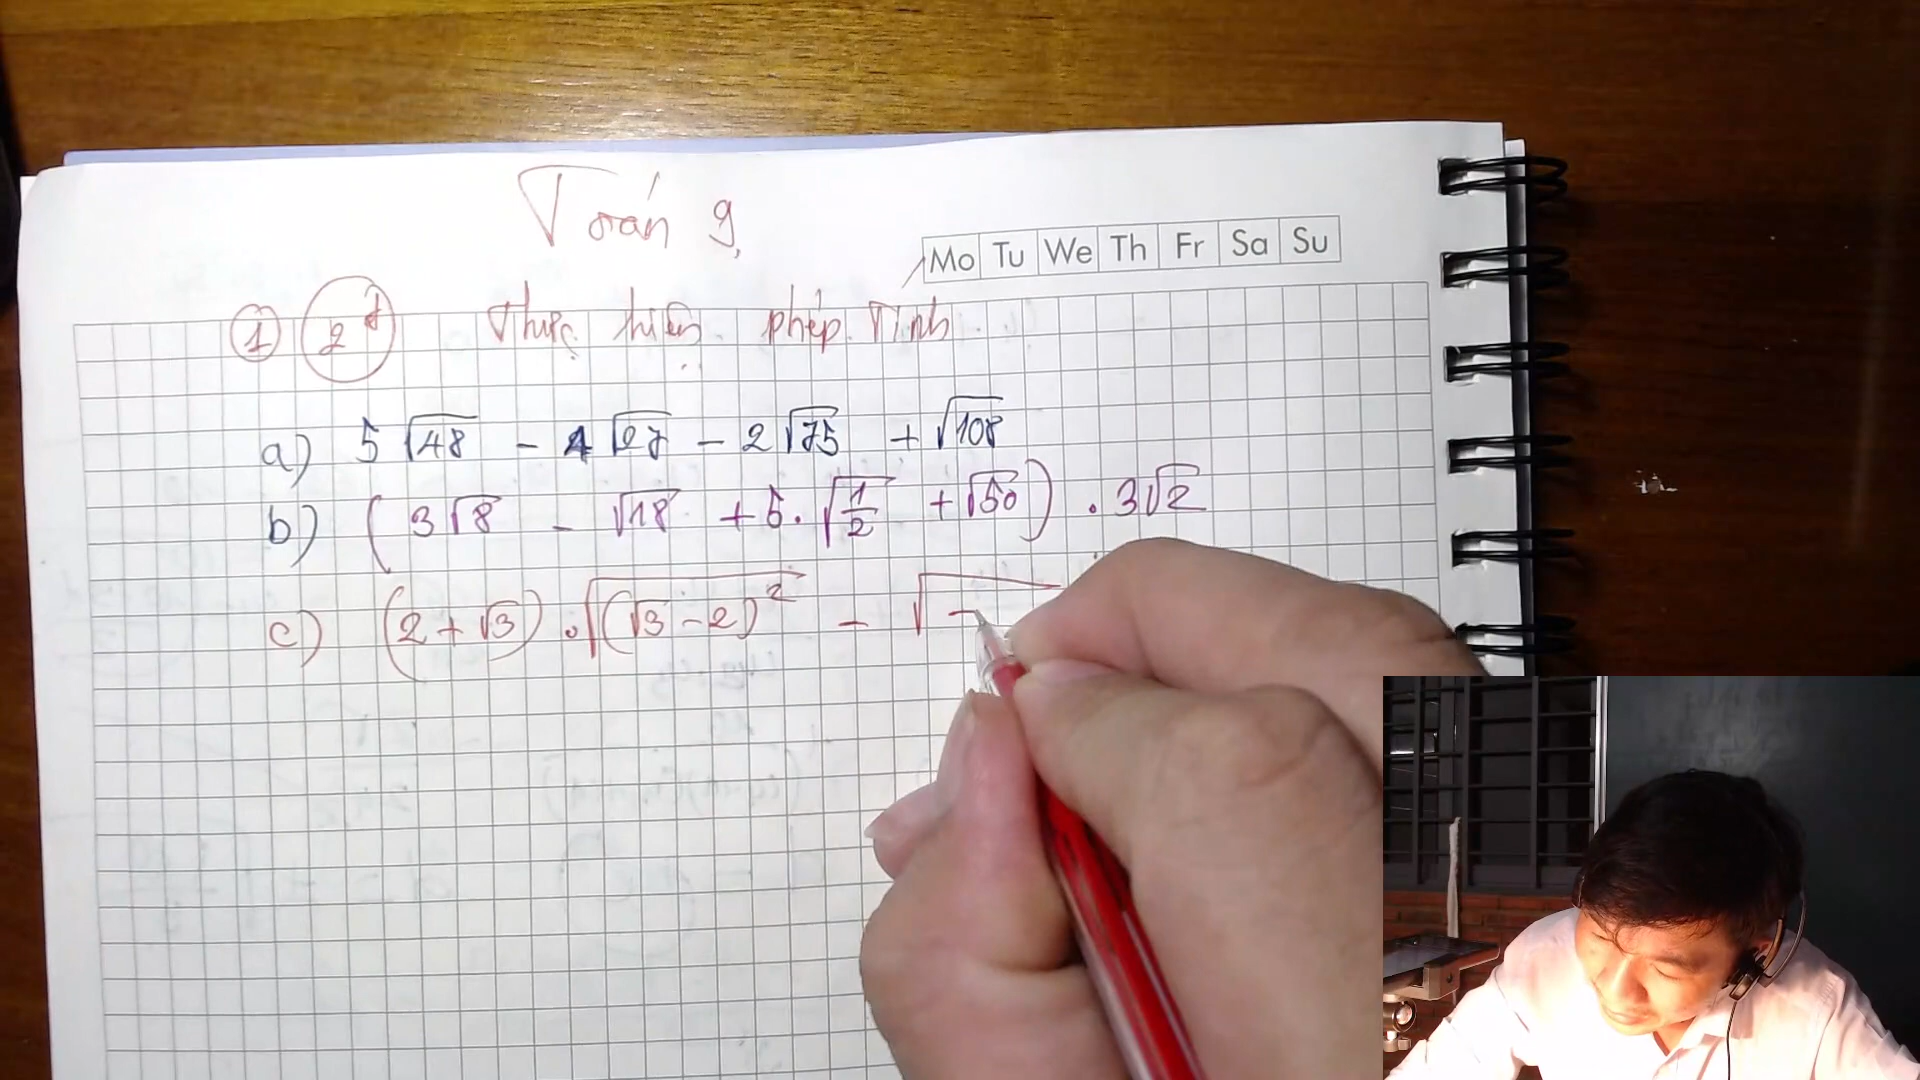 Toán 9
Mo Tu We Th Fr Sa Su
① 2đ Thực hiện phép tính
a) 5√48 - 4√27 - 2√75 + √108
b) (3√8 - √18 + 5.√1/2 + √50) . 3√2
c) (2 + √3) . √(√3 - 2)² - √